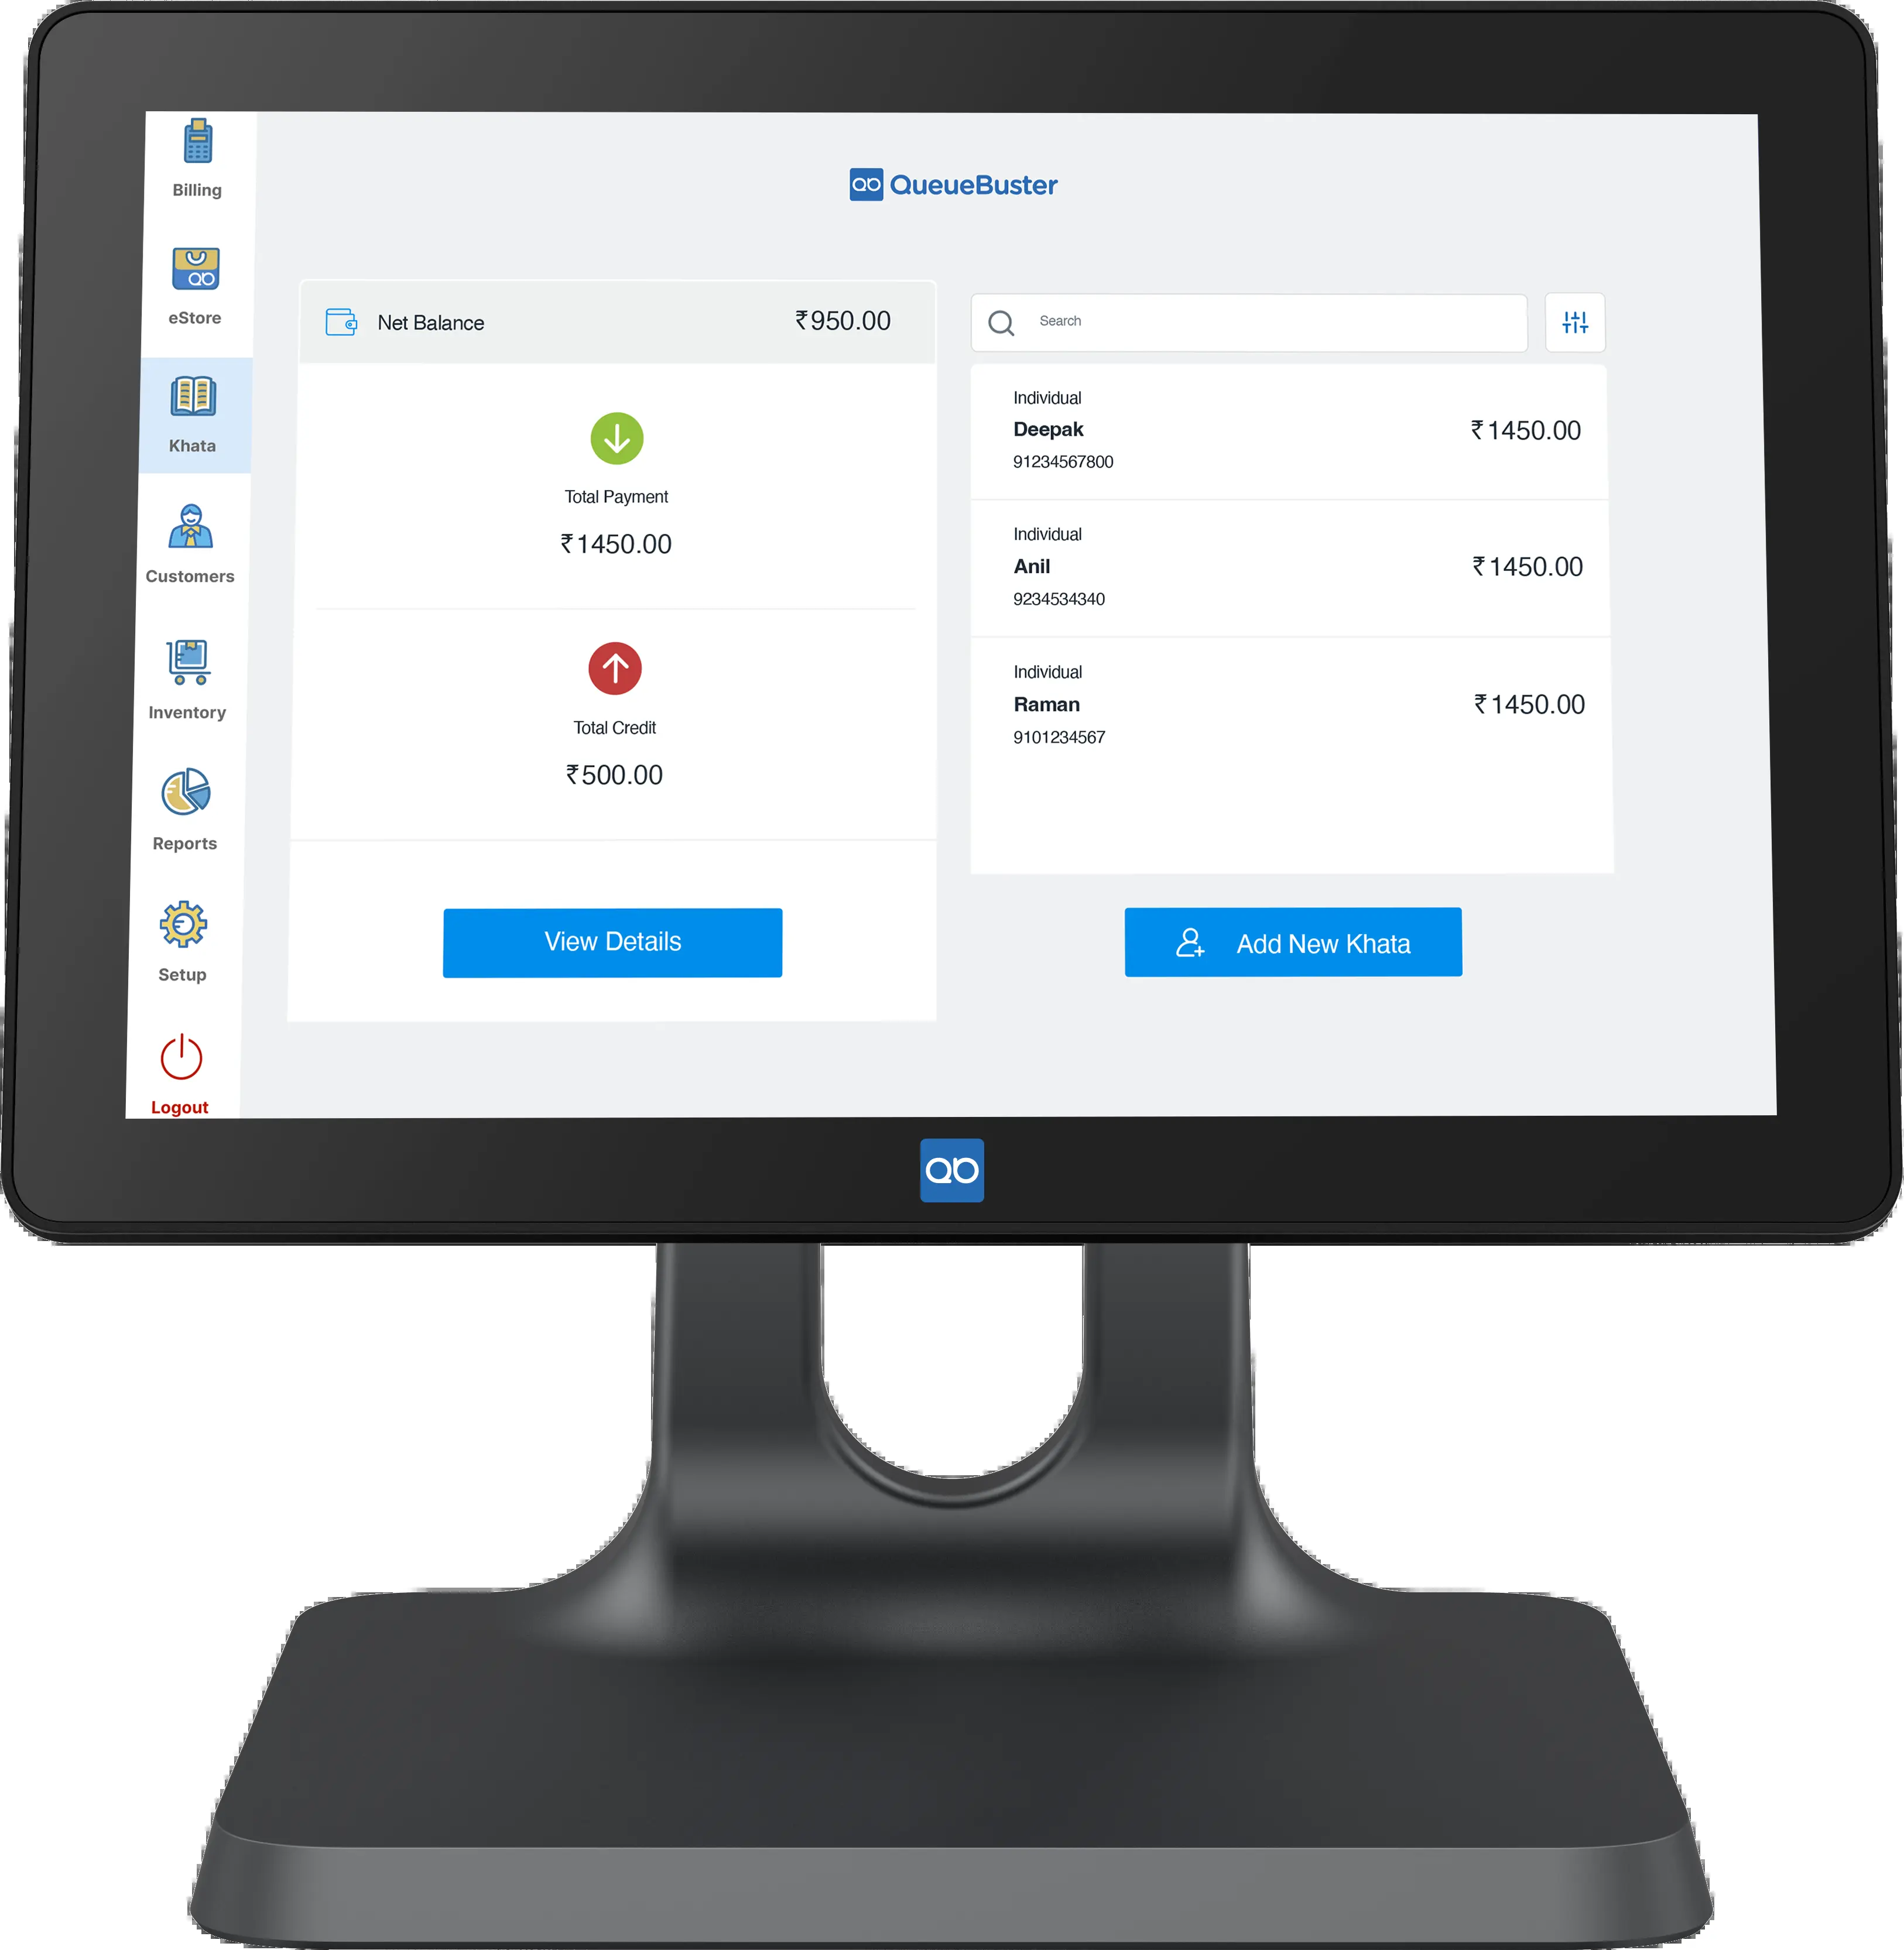 Billing
eStore
Khata
Customers
Inventory
Reports
Setup
Logout
QueueBuster
Net Balance ₹950.00
Total Payment
₹1450.00
Total Credit
₹500.00
View Details
Search
Individual
Deepak
91234567800
₹1450.00
Individual
Anil
9234534340
₹1450.00
Individual
Raman
9101234567
₹1450.00
Add New Khata
qb